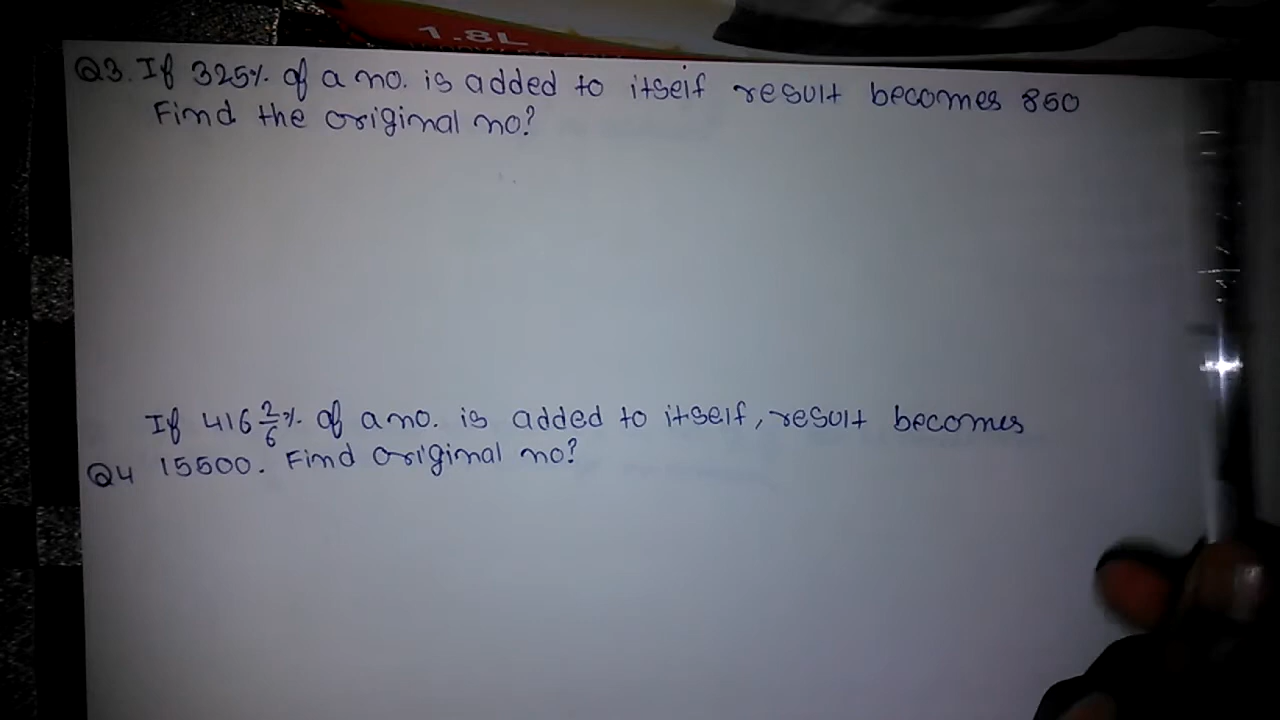 1.8L
Q3. If 325% of a no. is added to itself result becomes 850
Find the original no?
If 416 2/6 % of a no. is added to itself, result becomes
Q4 15500. Find original no?